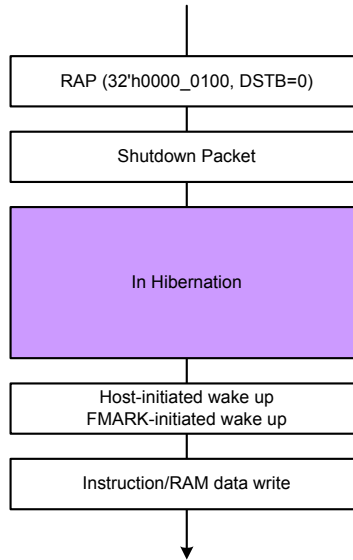 RAP (32'h0000_0100, DSTB=0)
Shutdown Packet
In Hibernation
Host-initiated wake up
FMARK-initiated wake up
Instruction/RAM data write